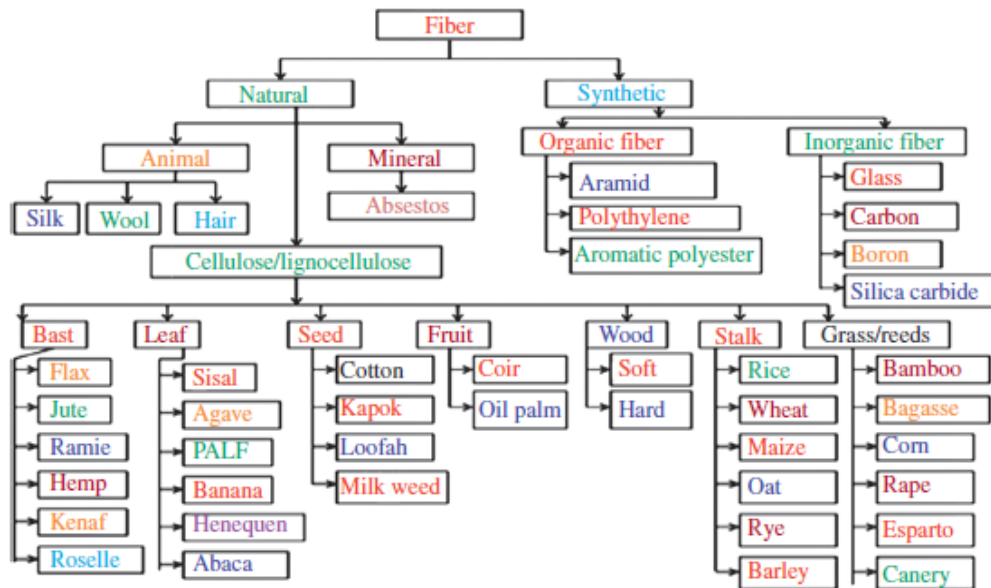 Fiber
Natural
Synthetic
Animal
Mineral
Organic fiber
Inorganic fiber
Silk
Wool
Hair
Absestos
Aramid
Polythylene
Aromatic polyester
Glass
Carbon
Boron
Silica carbide
Cellulose/lignocellulose
Bast
Leaf
Seed
Fruit
Wood
Stalk
Grass/reeds
Flax
Jute
Ramie
Hemp
Kenaf
Roselle
Sisal
Agave
PALF
Banana
Henequen
Abaca
Cotton
Kapok
Loofah
Milk weed
Coir
Oil palm
Soft
Hard
Rice
Wheat
Maize
Oat
Rye
Barley
Bamboo
Bagasse
Corn
Rape
Esparto
Canery